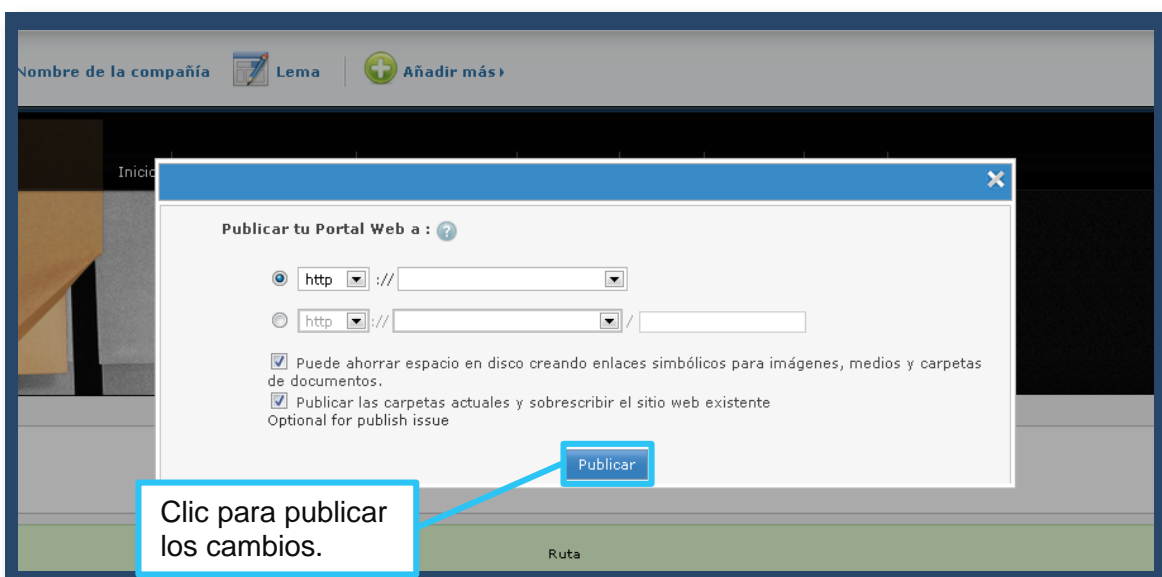 Nombre de la compañía Lema Añadir más
Inicio
Publicar tu Portal Web a : ?
http ://
http :// /
Puede ahorrar espacio en disco creando enlaces simbólicos para imágenes, medios y carpetas
de documentos.
Publicar las carpetas actuales y sobrescribir el sitio web existente
Optional for publish issue
Publicar
Clic para publicar
los cambios.
Ruta